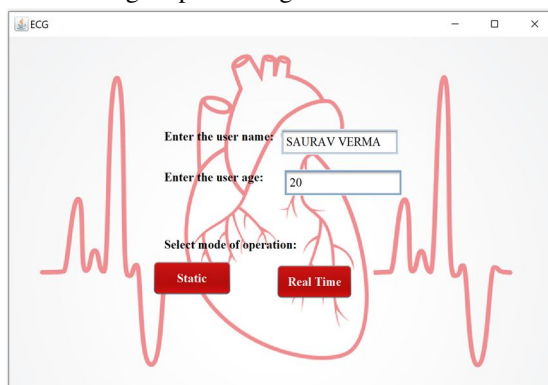 ECG
Enter the user name: SAURAV VERMA
Enter the user age: 20
Select mode of operation:
Static Real Time